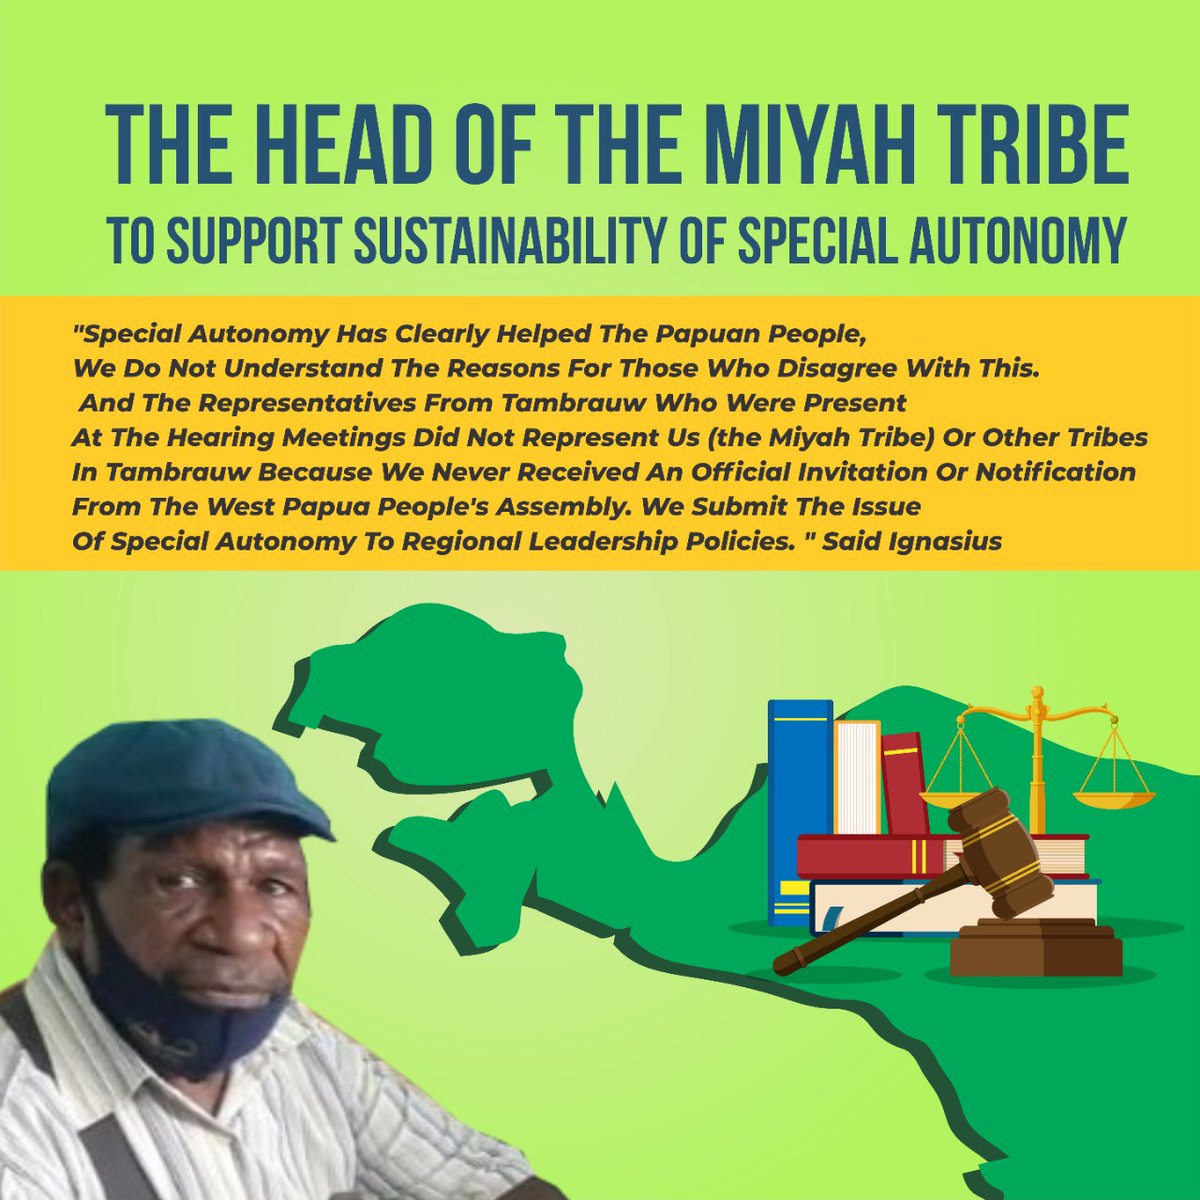 THE HEAD OF THE MIYAH TRIBE
TO SUPPORT SUSTAINABILITY OF SPECIAL AUTONOMY
"Special Autonomy Has Clearly Helped The Papuan People,
We Do Not Understand The Reasons For Those Who Disagree With This.
And The Representatives From Tambrauw Who Were Present
At The Hearing Meetings Did Not Represent Us (the Miyah Tribe) Or Other Tribes
In Tambrauw Because We Never Received An Official Invitation Or Notification
From The West Papua People's Assembly. We Submit The Issue
Of Special Autonomy To Regional Leadership Policies. " Said Ignasius